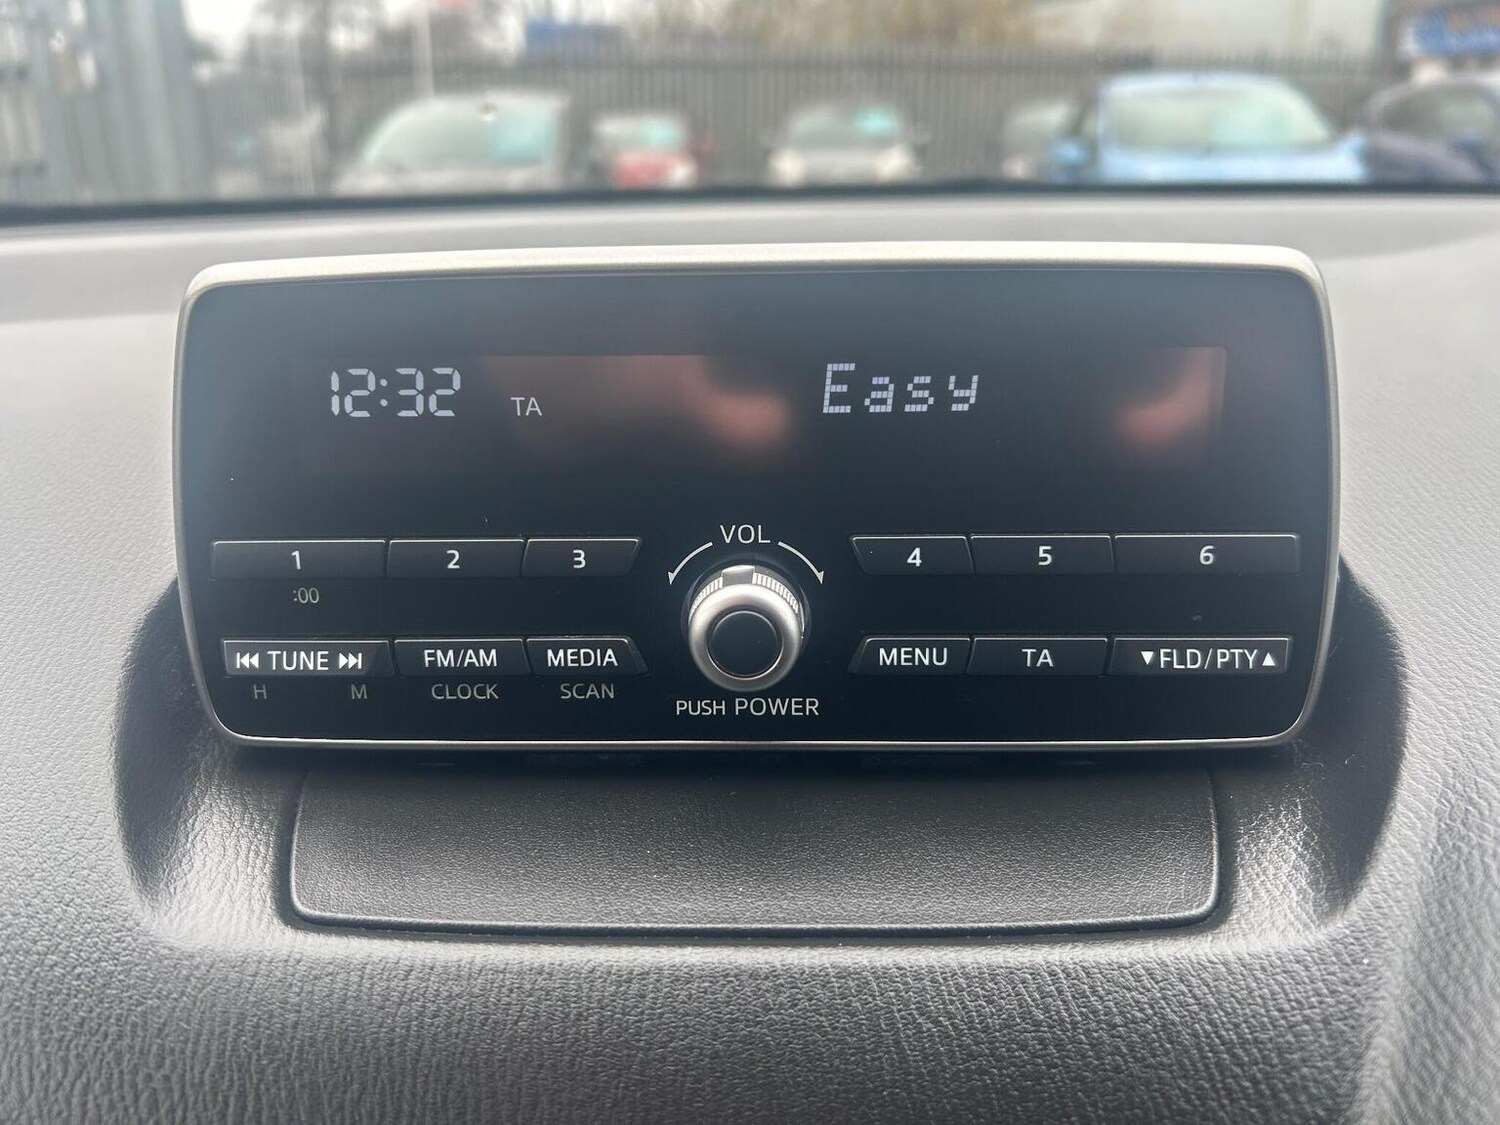 12:32 TA Easy
VOL
1 2 3 4 5 6
:00
⏮ TUNE ⏭ FM/AM MEDIA MENU TA ▼FLD/PTY▲
H M CLOCK SCAN
PUSH POWER